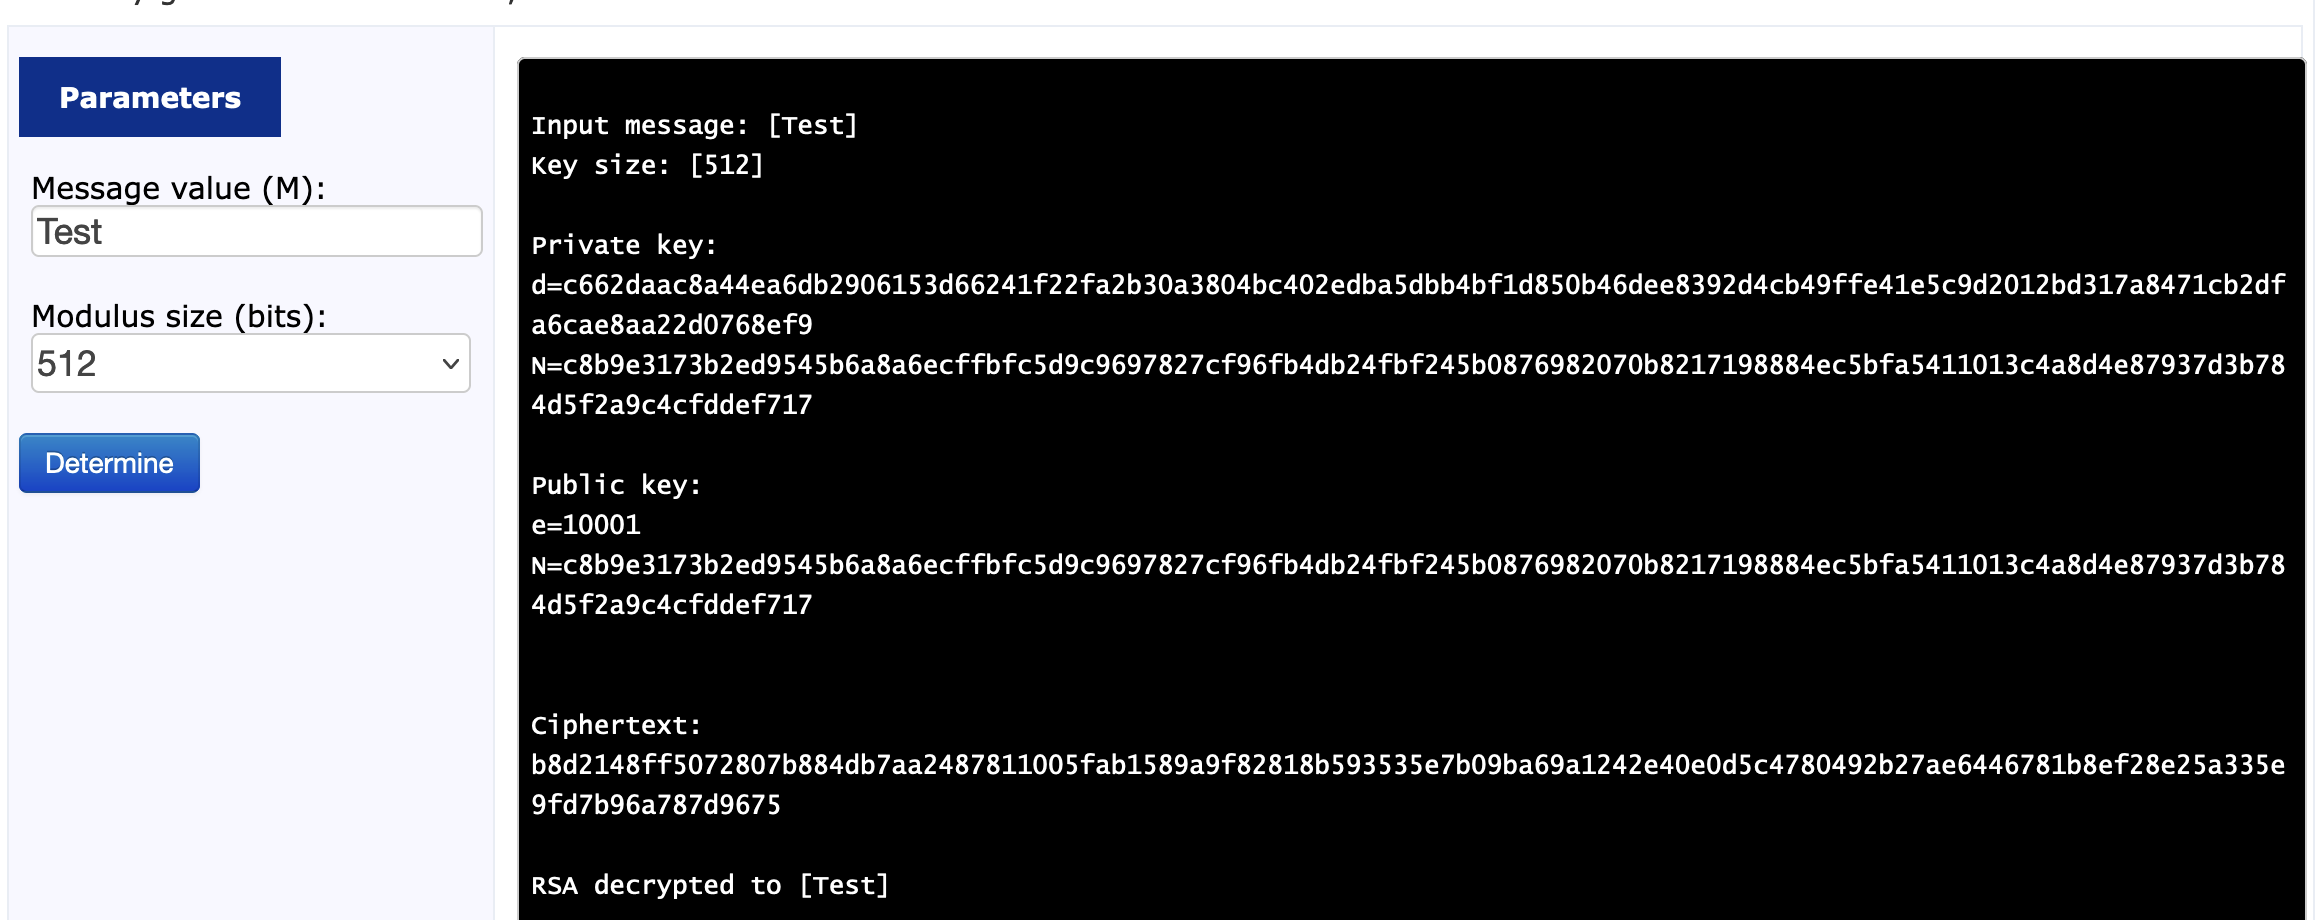 Parameters
Message value (M):
Test
Modulus size (bits):
512
Determine
Input message: [Test]
Key size: [512]
Private key:
d=c662daac8a44ea6db2906153d66241f22fa2b30a3804bc402edba5dbb4bf1d850b46dee8392d4cb49ffe41e5c9d2012bd317a8471cb2df
a6cae8aa22d0768ef9
N=c8b9e3173b2ed9545b6a8a6ecffbfc5d9c9697827cf96fb4db24fbf245b0876982070b8217198884ec5bfa5411013c4a8d4e87937d3b78
4d5f2a9c4cfddef717
Public key:
e=10001
N=c8b9e3173b2ed9545b6a8a6ecffbfc5d9c9697827cf96fb4db24fbf245b0876982070b8217198884ec5bfa5411013c4a8d4e87937d3b78
4d5f2a9c4cfddef717
Ciphertext:
b8d2148ff5072807b884db7aa2487811005fab1589a9f82818b593535e7b09ba69a1242e40e0d5c4780492b27ae6446781b8ef28e25a335e
9fd7b96a787d9675
RSA decrypted to [Test]